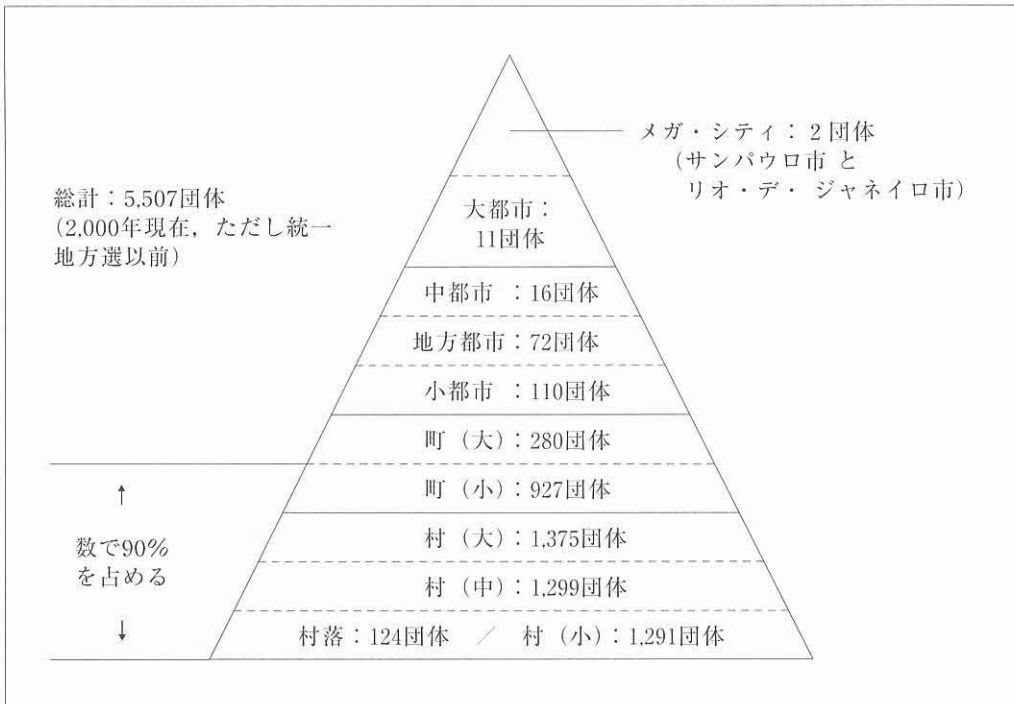 メガ・シティ：2団体
(サンパウロ市 と
リオ・デ・ ジャネイロ市)
総計：5,507団体
(2,000年現在，ただし統一
地方選以前)
大都市：
11団体
中都市 ：16団体
地方都市：72団体
小都市 ：110団体
町（大）：280団体
町（小）：927団体
村（大）：1,375団体
村（中）：1,299団体
村落：124団体 ／ 村（小）：1,291団体
↑
数で90%
を占める
↓